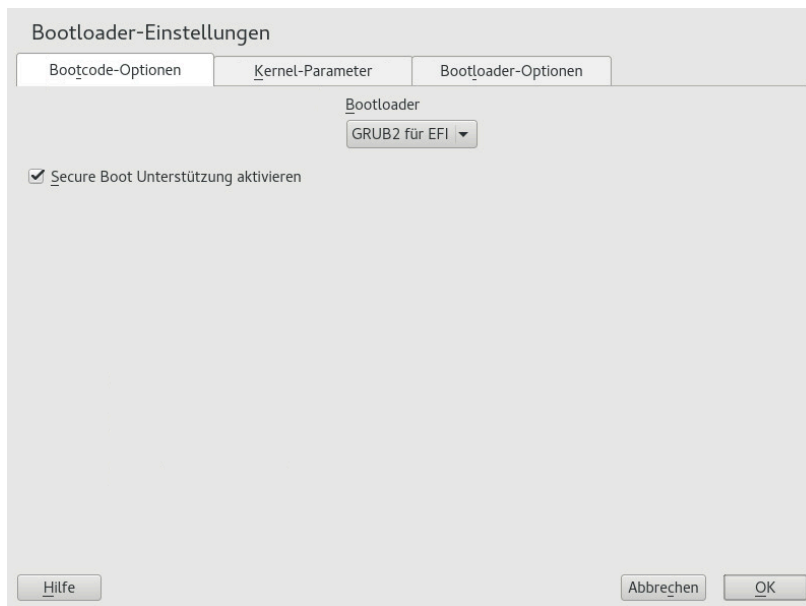 Bootloader-Einstellungen
Bootcode-Optionen Kernel-Parameter Bootloader-Optionen
Bootloader
GRUB2 für EFI
Secure Boot Unterstützung aktivieren
Hilfe Abbrechen OK